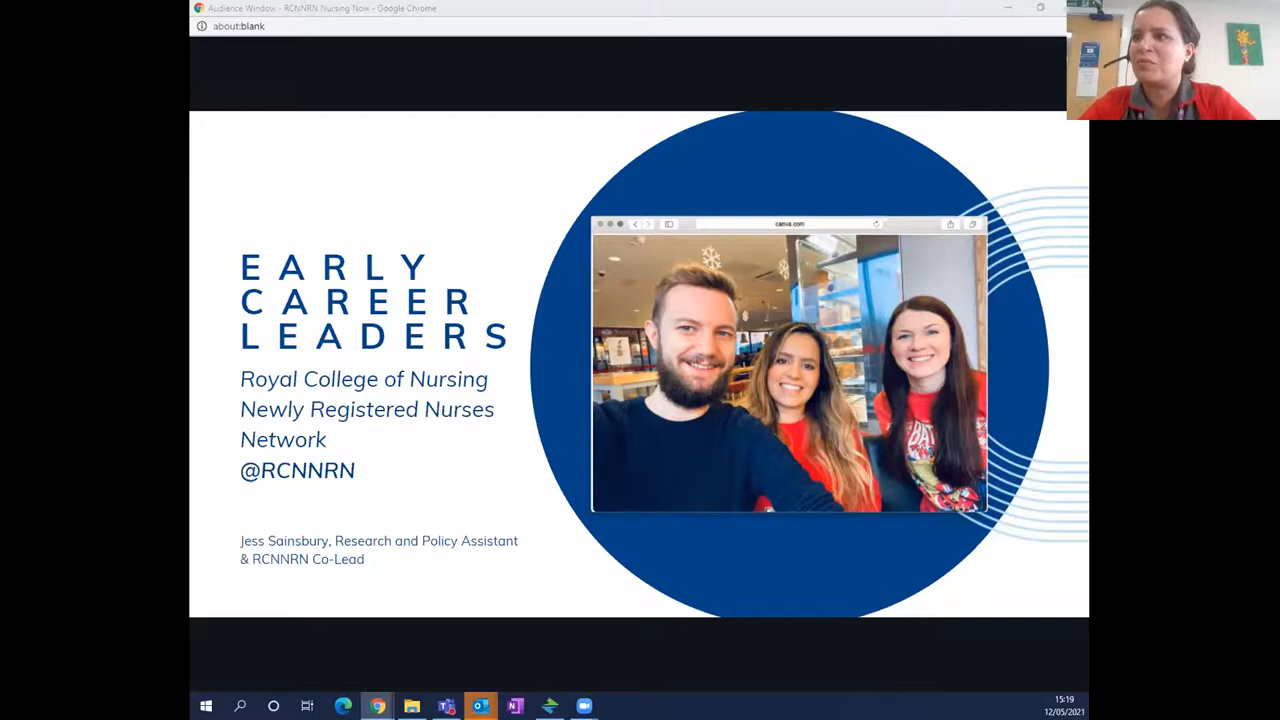 Audience Window - RCNNRN Nursing Now - Google Chrome
about:blank
canva.com
EARLY
CAREER
LEADERS
Royal College of Nursing
Newly Registered Nurses
Network
@RCNNRN
Jess Sainsbury, Research and Policy Assistant
& RCNNRN Co-Lead
15:19
12/05/2021